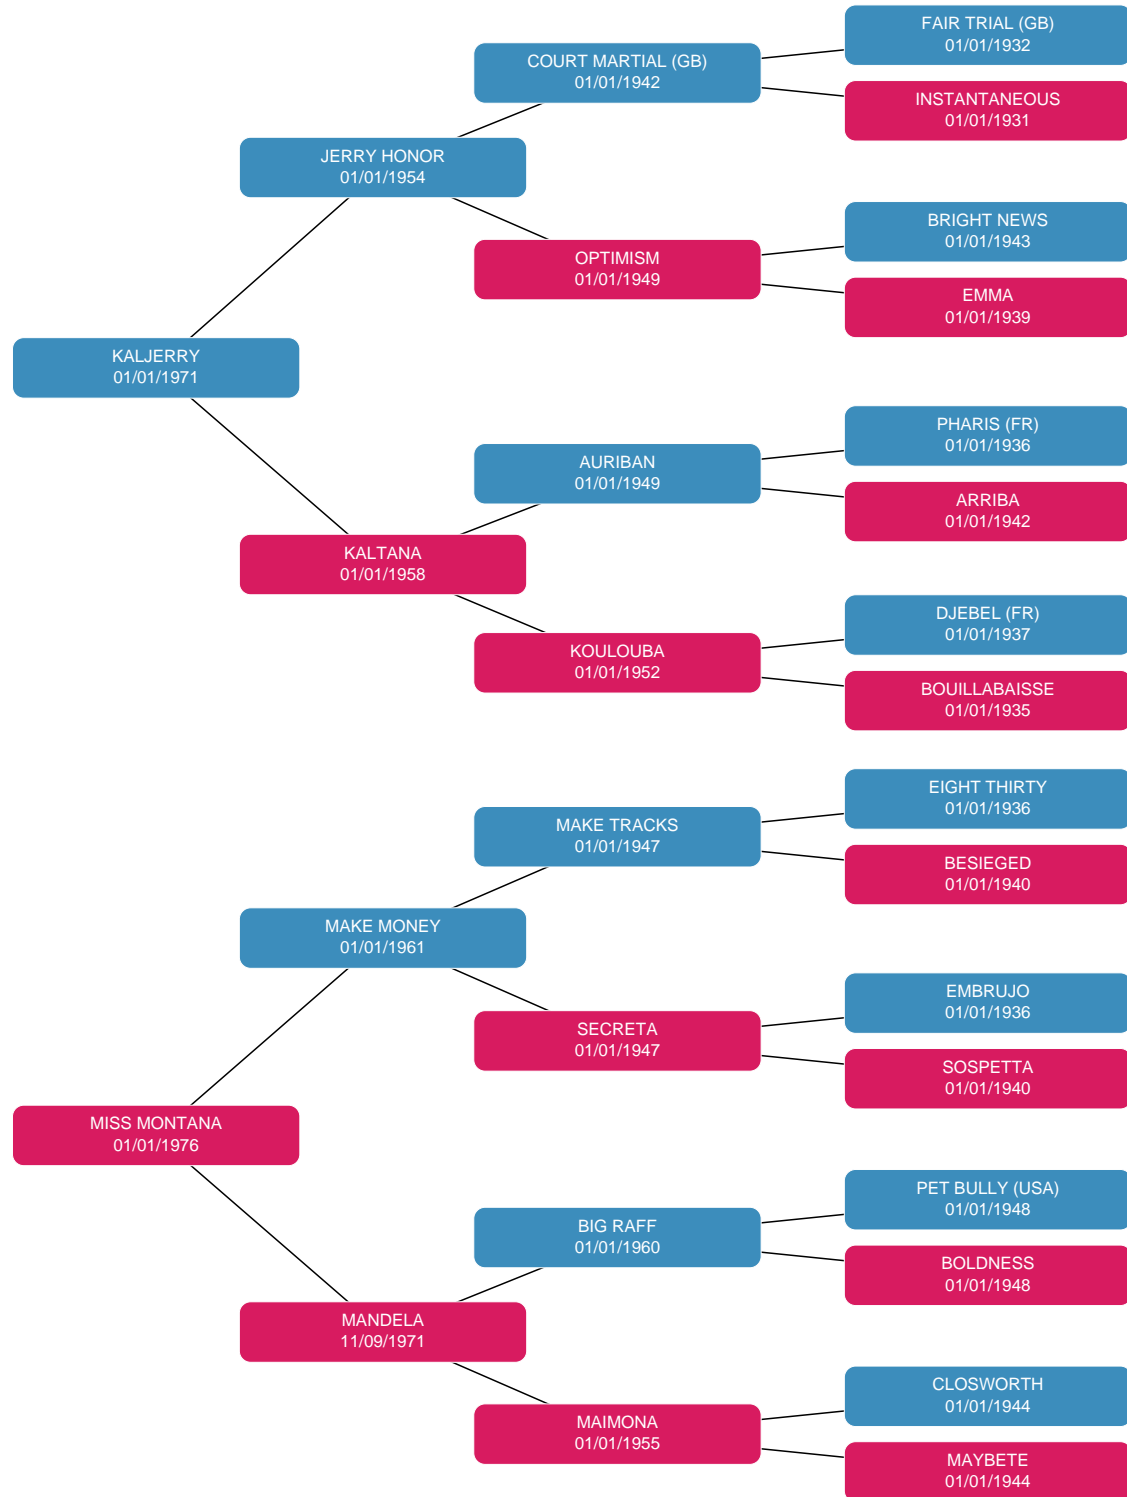 FAIR TRIAL (GB)
01/01/1932
COURT MARTIAL (GB)
01/01/1942
INSTANTANEOUS
01/01/1931
JERRY HONOR
01/01/1954
BRIGHT NEWS
01/01/1943
OPTIMISM
01/01/1949
EMMA
01/01/1939
KALJERRY
01/01/1971
PHARIS (FR)
01/01/1936
AURIBAN
01/01/1949
ARRIBA
01/01/1942
KALTANA
01/01/1958
DJEBEL (FR)
01/01/1937
KOULOUBA
01/01/1952
BOUILLABAISSE
01/01/1935
EIGHT THIRTY
01/01/1936
MAKE TRACKS
01/01/1947
BESIEGED
01/01/1940
MAKE MONEY
01/01/1961
EMBRUJO
01/01/1936
SECRETA
01/01/1947
SOSPETTA
01/01/1940
MISS MONTANA
01/01/1976
PET BULLY (USA)
01/01/1948
BIG RAFF
01/01/1960
BOLDNESS
01/01/1948
MANDELA
11/09/1971
CLOSWORTH
01/01/1944
MAIMONA
01/01/1955
MAYBETE
01/01/1944